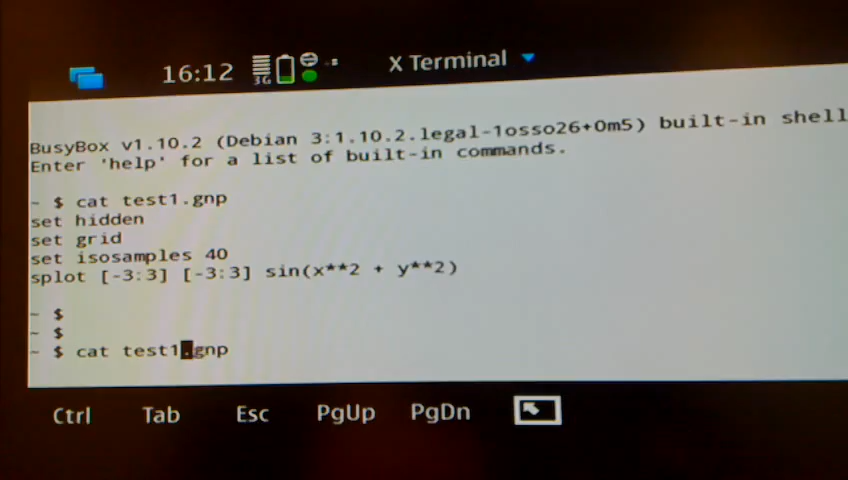 16:12 3G X Terminal
BusyBox v1.10.2 (Debian 3:1.10.2.legal-1osso26+0m5) built-in shell
Enter 'help' for a list of built-in commands.
~ $ cat test1.gnp
set hidden
set grid
set isosamples 40
splot [-3:3] [-3:3] sin(x**2 + y**2)
~ $
~ $
~ $ cat test1.gnp
Ctrl Tab Esc PgUp PgDn